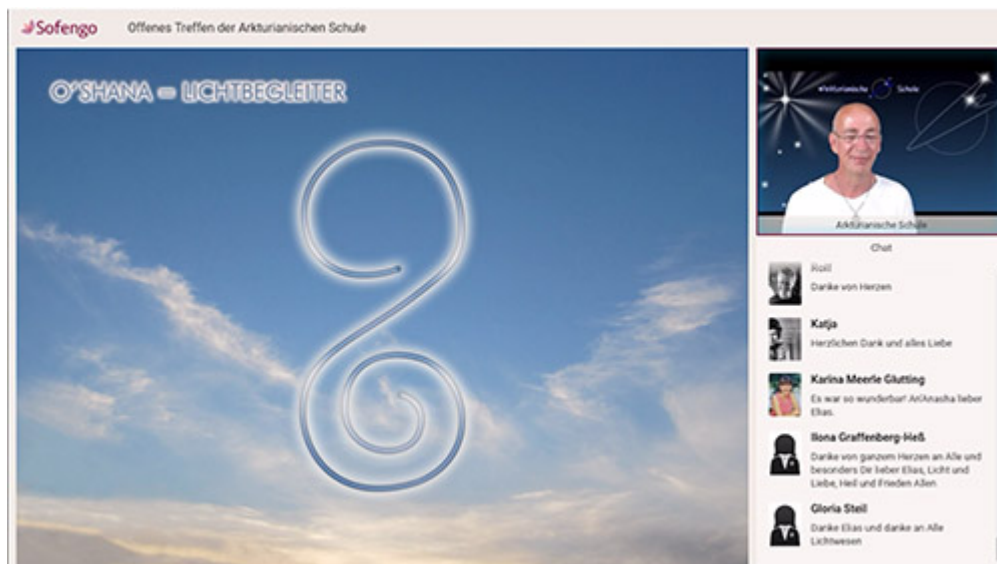 Sofengo
Offenes Treffen der Arkturianischen Schule
O'SHANA = LICHTBEGLEITER
Arkturianische Schule
Arkturianische Schule
Chat
Rolf
Danke von Herzen
Katja
Herzlichen Dank und alles Liebe
Karina Meerle Glutting
Es war so wunderbar! An'Anasha lieber
Elias.
Ilona Graffenberg-Heß
Danke von ganzem Herzen an Alle und
besonders Dir lieber Elias, Licht und
Liebe, Heil und Frieden Allen
Gloria Steil
Danke Elias und danke an Alle
Lichtwesen